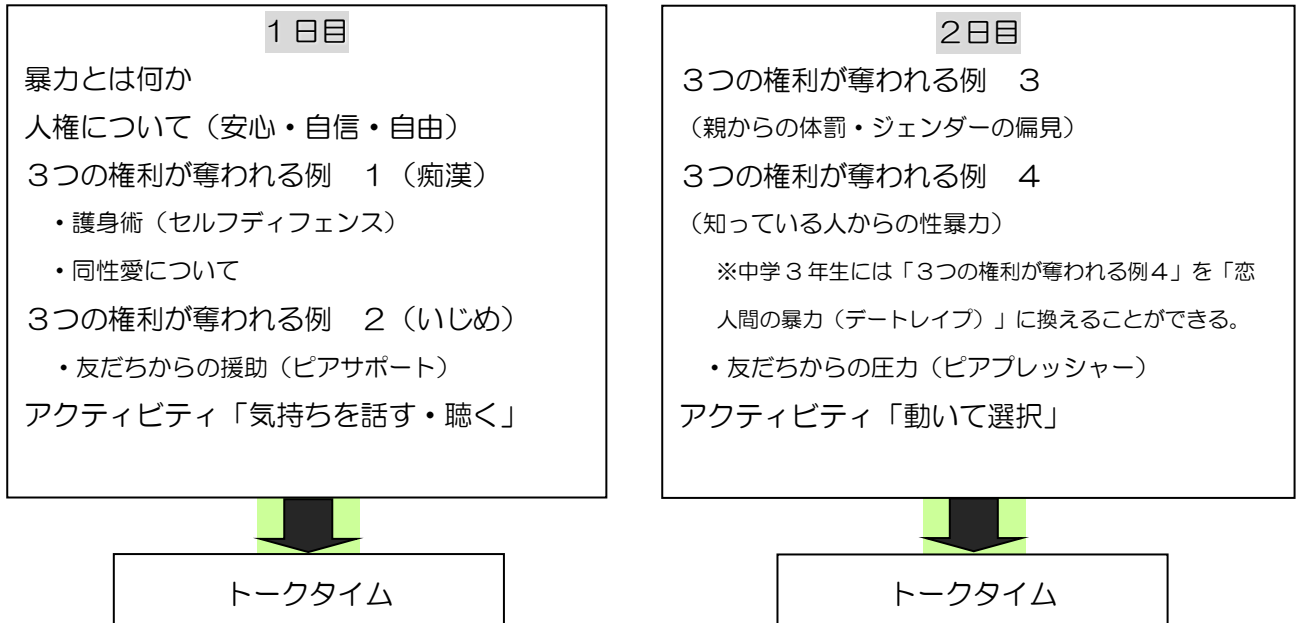 １日目
暴力とは何か
人権について（安心・自信・自由）
３つの権利が奪われる例　１（痴漢）
・護身術（セルフディフェンス）
・同性愛について
３つの権利が奪われる例　２（いじめ）
・友だちからの援助（ピアサポート）
アクティビティ「気持ちを話す・聴く」
トークタイム
２日目
３つの権利が奪われる例　３
（親からの体罰・ジェンダーの偏見）
３つの権利が奪われる例　４
（知っている人からの性暴力）
※中学３年生には「３つの権利が奪われる例４」を「恋
人間の暴力（デートレイプ）」に換えることができる。
・友だちからの圧力（ピアプレッシャー）
アクティビティ「動いて選択」
トークタイム